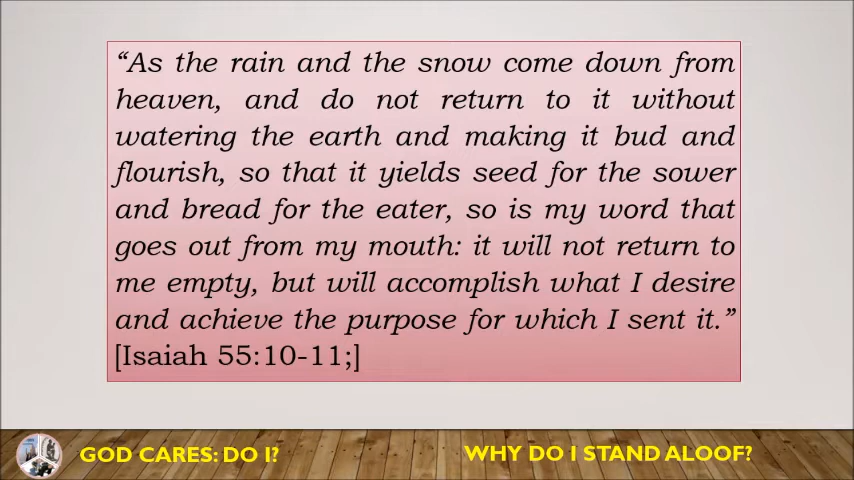 “As the rain and the snow come down from
heaven, and do not return to it without
watering the earth and making it bud and
flourish, so that it yields seed for the sower
and bread for the eater, so is my word that
goes out from my mouth: it will not return to
me empty, but will accomplish what I desire
and achieve the purpose for which I sent it.”
[Isaiah 55:10-11;]
GOD CARES: DO I?
WHY DO I STAND ALOOF?